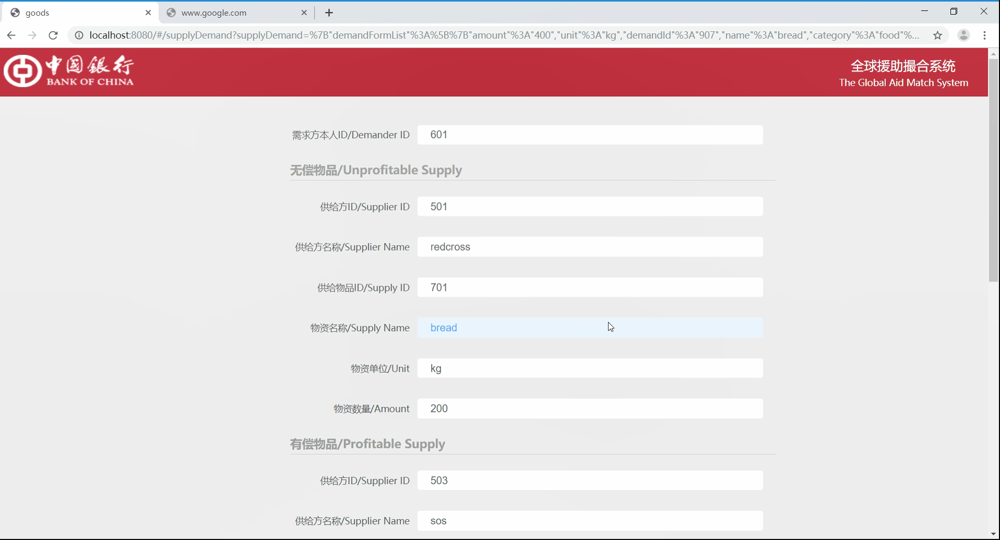 goods
www.google.com
localhost:8080/#/supplyDemand?supplyDemand=%7B"demandFormList"%3A%5B%7B"amount"%3A"400","unit"%3A"kg","demandId"%3A"907","name"%3A"bread","category"%3A"food"%...
中國銀行
BANK OF CHINA
全球援助撮合系统
The Global Aid Match System
需求方本人ID/Demander ID 601
无偿物品/Unprofitable Supply
供给方ID/Supplier ID 501
供给方名称/Supplier Name redcross
供给物品ID/Supply ID 701
物资名称/Supply Name bread
物资单位/Unit kg
物资数量/Amount 200
有偿物品/Profitable Supply
供给方ID/Supplier ID 503
供给方名称/Supplier Name sos